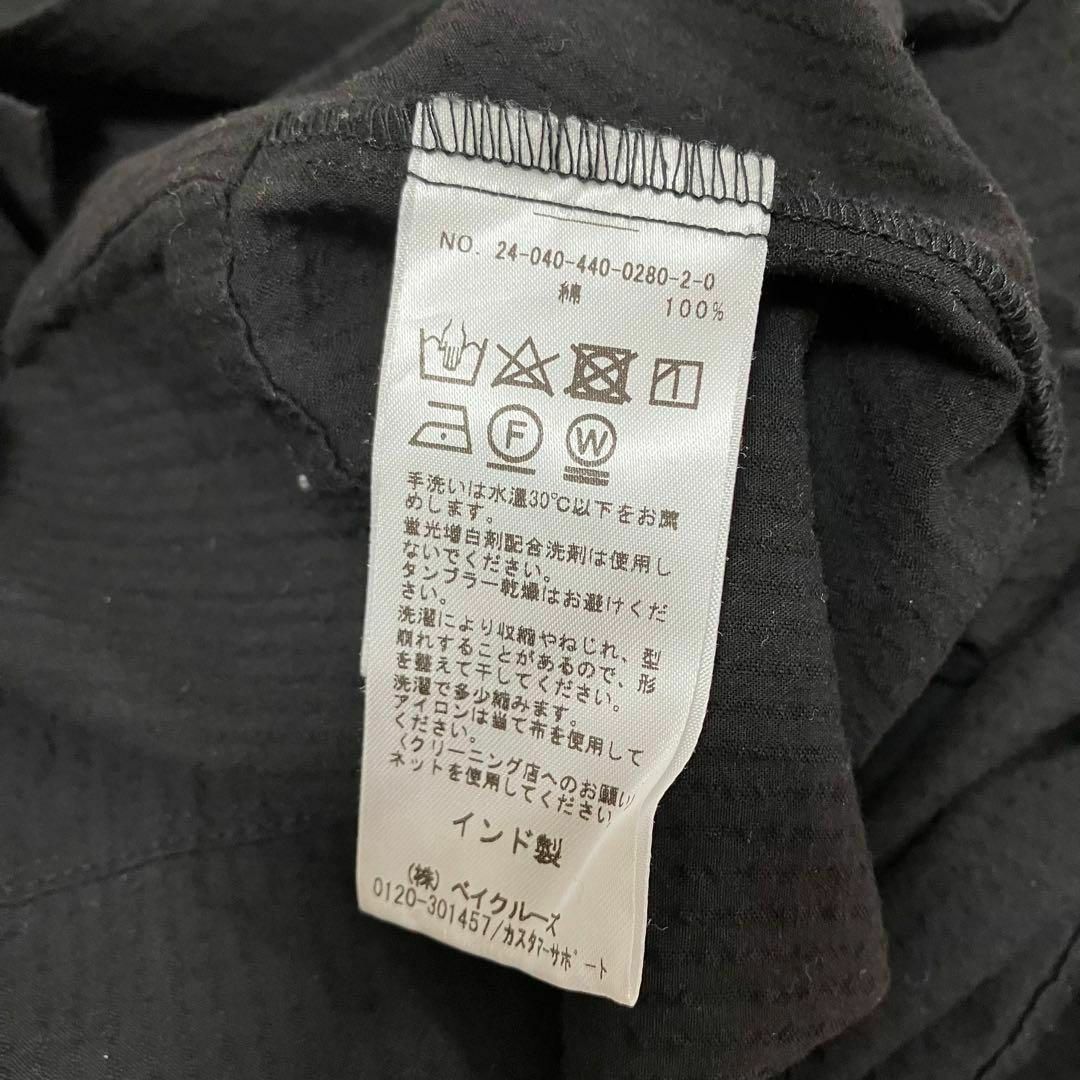 NO. 24-040-440-0280-2-0
綿 100%
F W
手洗いは水温30℃以下をお薦
めします。
蛍光増白剤配合洗剤は使用し
ないでください。
タンブラー乾燥はお避けくだ
さい。
洗濯により収縮やねじれ、型
崩れすることがあるので、形
を整えて干してください。
洗濯で多少縮みます。
アイロンは当て布を使用して
ください。
〈クリーニング店へのお願い〉
ネットを使用してください
インド製
(株)ベイクルーズ
0120-301457/カスタマーサポート